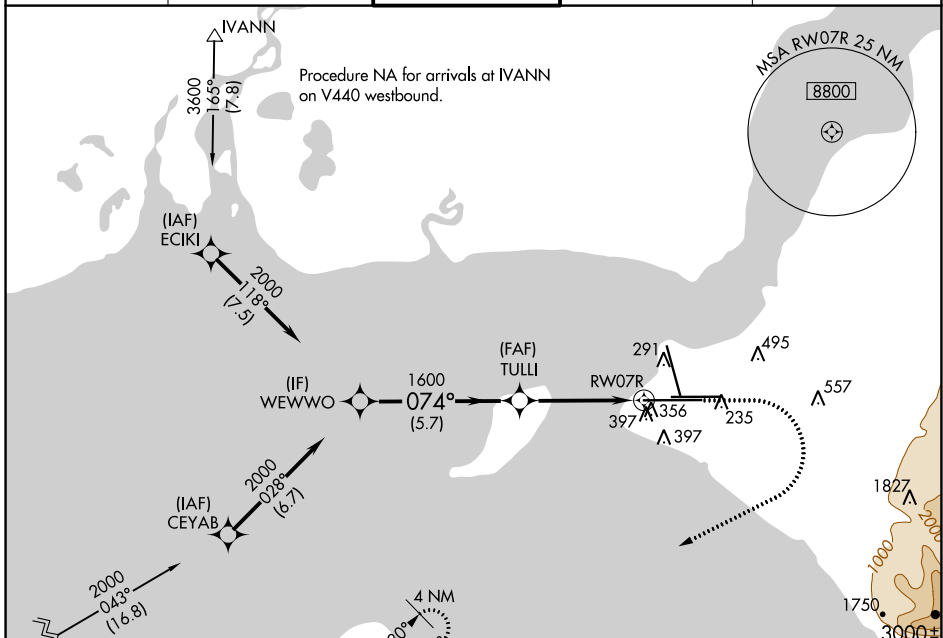 IVANN
3600
165°
(7.8)
Procedure NA for arrivals at IVANN
on V440 westbound.
MSA RW07R 25 NM
8800
(IAF)
ECIKI
2000
118°
(7.5)
(IF)
WEWWO
1600
074°
(5.7)
(FAF)
TULLI
RW07R
291
495
557
397
356
235
397
2000
028°
(6.7)
(IAF)
CEYAB
2000
043°
(16.8)
4 NM
1827
2000
1000
1750
3000±